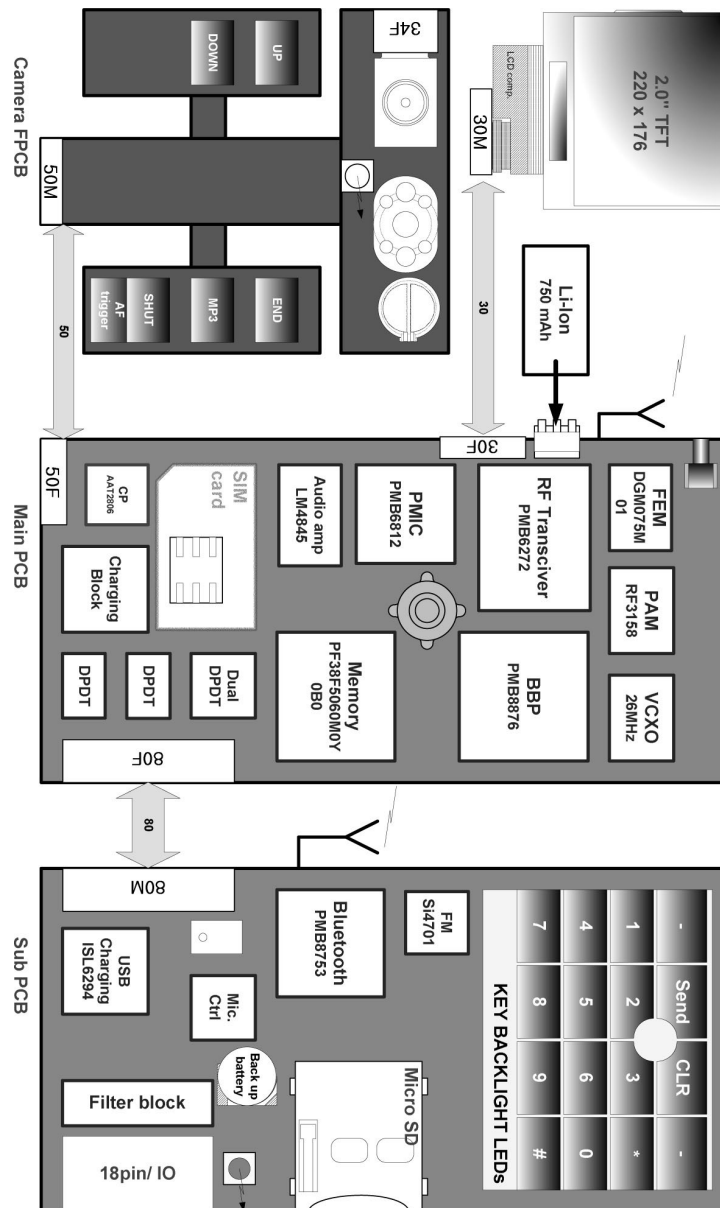 2.0" TFT
220 x 176
LCD comp.
30M
34F
UP
DOWN
50M
Camera FPCB
END
MP3
SHUT
AF
trigger
50
30
Li-Ion
750 mAh
30F
50F
Main PCB
FEM
DGM075M
01
PAM
RF3158
VCXO
26MHz
RF Transciver
PMB6272
BBP
PMB8876
PMIC
PMB6812
Audio amp
LM4845
Memory
PF38F5060M0Y
0B0
SIM
card
CP
AAT2806
Charging
Block
Dual
DPDT
DPDT
DPDT
80F
80
80M
Sub PCB
- Send CLR -
1 2 3 *
4 5 6 0
7 8 9 #
KEY BACKLIGHT LEDs
FM
Si4701
Bluetooth
PMB8753
Mic.
Ctrl
USB
Charging
ISL6294
Back up
battery
Micro SD
Filter block
18pin/ IO